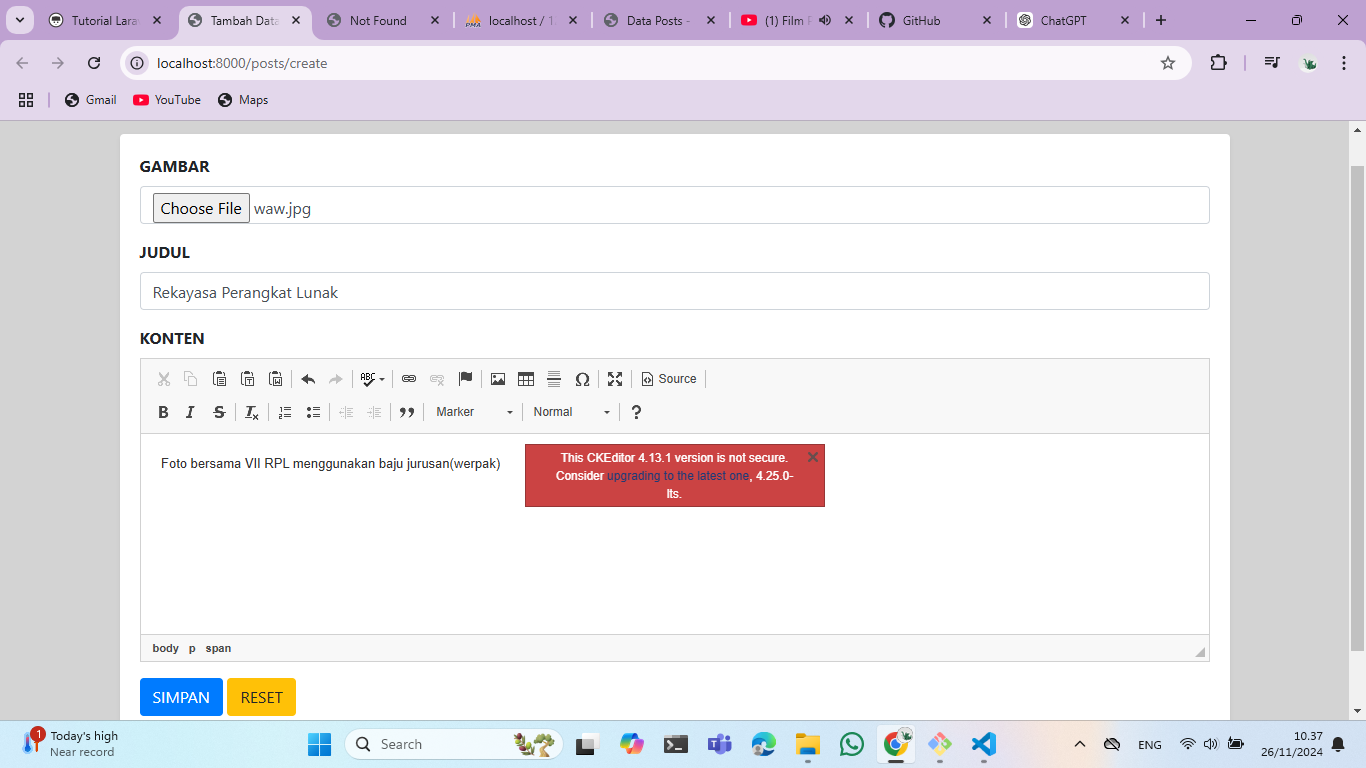 Tutorial Lara
Tambah Data
Not Found
localhost / 1
Data Posts -
(1) Film
GitHub
ChatGPT
localhost:8000/posts/create
Gmail
YouTube
Maps
GAMBAR
Choose File waw.jpg
JUDUL
Rekayasa Perangkat Lunak
KONTEN
ABC
Source
B I S Tx
Marker
Normal
?
Foto bersama VII RPL menggunakan baju jurusan(werpak)
This CKEditor 4.13.1 version is not secure.
Consider upgrading to the latest one, 4.25.0-
lts.
body p span
SIMPAN RESET
1
Today's high
Near record
Search
ENG
10.37
26/11/2024